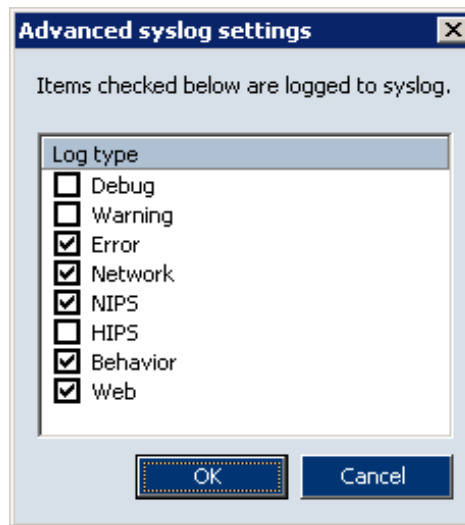 Advanced syslog settings
Items checked below are logged to syslog.
Log type
Debug
Warning
Error
Network
NIPS
HIPS
Behavior
Web
OK
Cancel